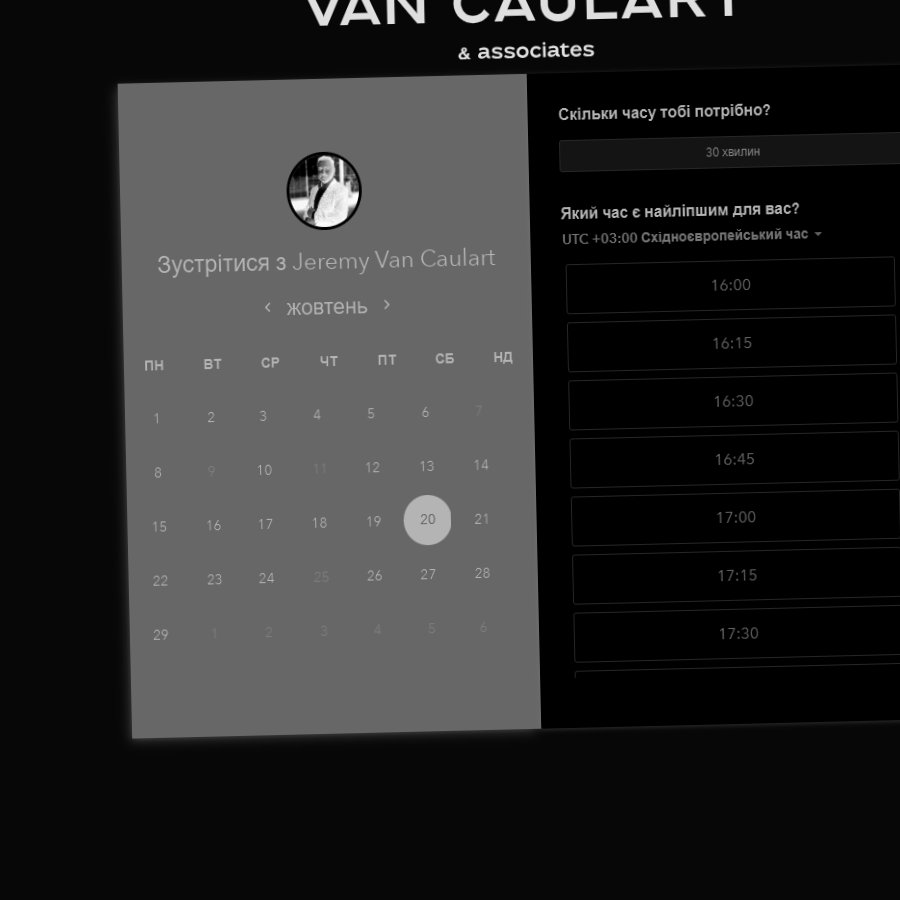 VAN CAULART
& associates
Зустрітися з Jeremy Van Caulart
‹ жовтень ›
ПН ВТ СР ЧТ ПТ СБ НД
1 2 3 4 5 6 7
8 9 10 11 12 13 14
15 16 17 18 19 20 21
22 23 24 25 26 27 28
29 1 2 3 4 5 6
Скільки часу тобі потрібно?
30 хвилин
Який час є найліпшим для вас?
UTC +03:00 Східноєвропейський час
16:00
16:15
16:30
16:45
17:00
17:15
17:30